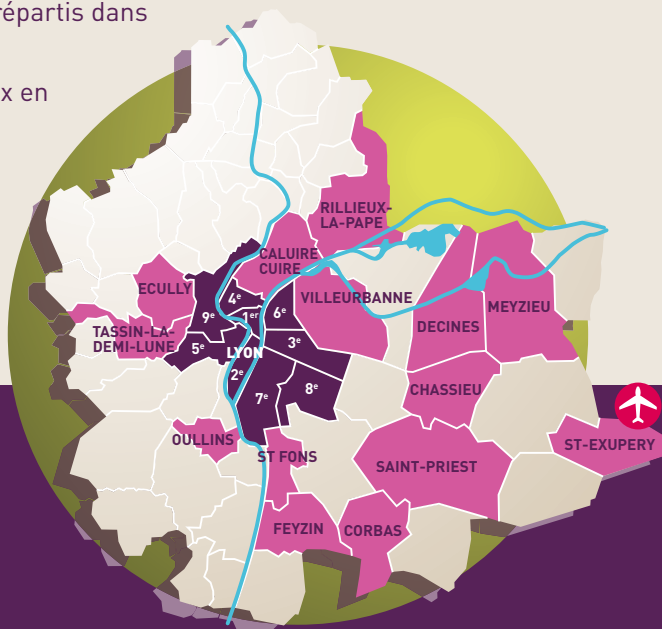 répartis dans
x en
RILLIEUX-
LA-PAPE
CALUIRE
CUIRE
ECULLY
4e
VILLEURBANNE
9e
1er
6e
MEYZIEU
DECINES
TASSIN-LA-
DEMI-LUNE
5e
LYON
3e
2e
8e
7e
CHASSIEU
OULLINS
ST FONS
ST-EXUPERY
SAINT-PRIEST
FEYZIN
CORBAS